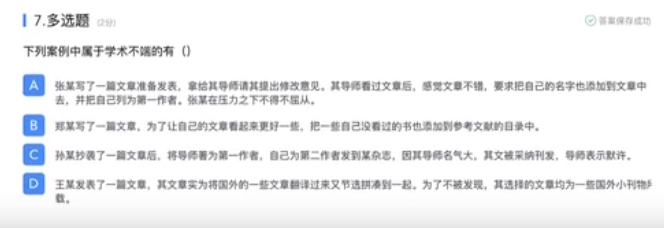 7.多选题 (2分) 答案保存成功
下列案例中属于学术不端的有（）
A 张某写了一篇文章准备发表，拿给其导师请其提出修改意见。其导师看过文章后，感觉文章不错，要求把自己的名字也添加到文章中
去，并把自己列为第一作者。张某在压力之下不得不屈从。
B 郑某写了一篇文章，为了让自己的文章看起来更好一些，把一些自己没看过的书也添加到参考文献的目录中。
C 孙某抄袭了一篇文章后，将导师署为第一作者，自己为第二作者发到某杂志，因其导师名气大，其文被采纳刊发，导师表示默许。
D 王某发表了一篇文章，其文章实为将国外的一些文章翻译过来又节选拼凑到一起。为了不被发现，其选择的文章均为一些国外小刊物
载。